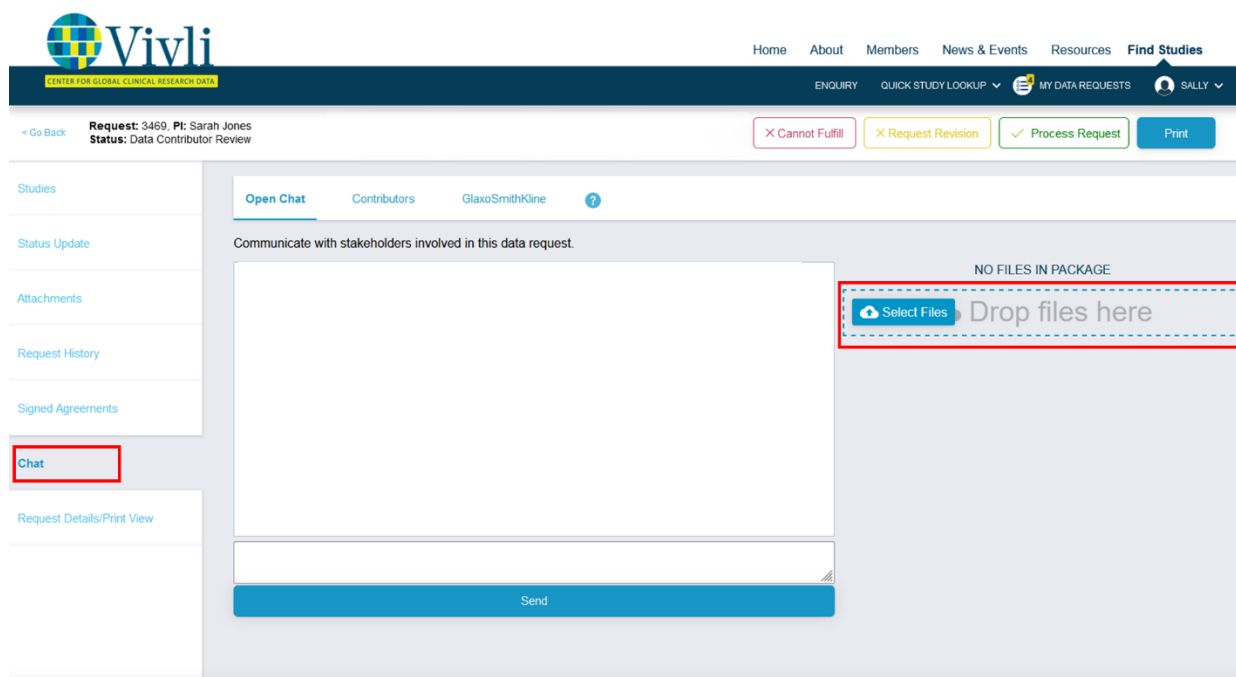 Vivli
CENTER FOR GLOBAL CLINICAL RESEARCH DATA
Home About Members News & Events Resources Find Studies
ENQUIRY QUICK STUDY LOOKUP 4 MY DATA REQUESTS SALLY
< Go Back
Request: 3469, PI: Sarah Jones
Status: Data Contributor Review
Cannot Fulfill Request Revision Process Request Print
Studies
Status Update
Attachments
Request History
Signed Agreements
Chat
Request Details/Print View
Open Chat Contributors GlaxoSmithKline ?
Communicate with stakeholders involved in this data request.
NO FILES IN PACKAGE
Select Files Drop files here
Send